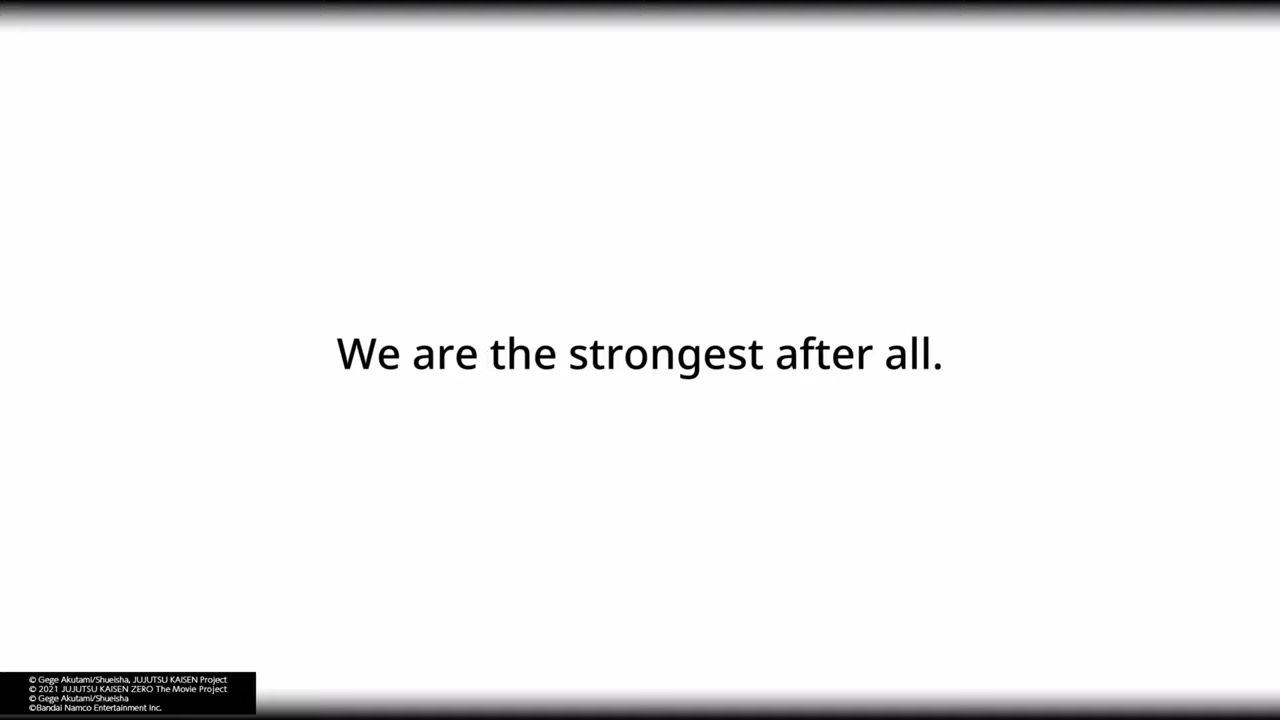 We are the strongest after all.
© Gege Akutami/Shueisha, JUJUTSU KAISEN Project
© 2021 JUJUTSU KAISEN ZERO The Movie Project
© Gege Akutami/Shueisha
©Bandai Namco Entertainment Inc.